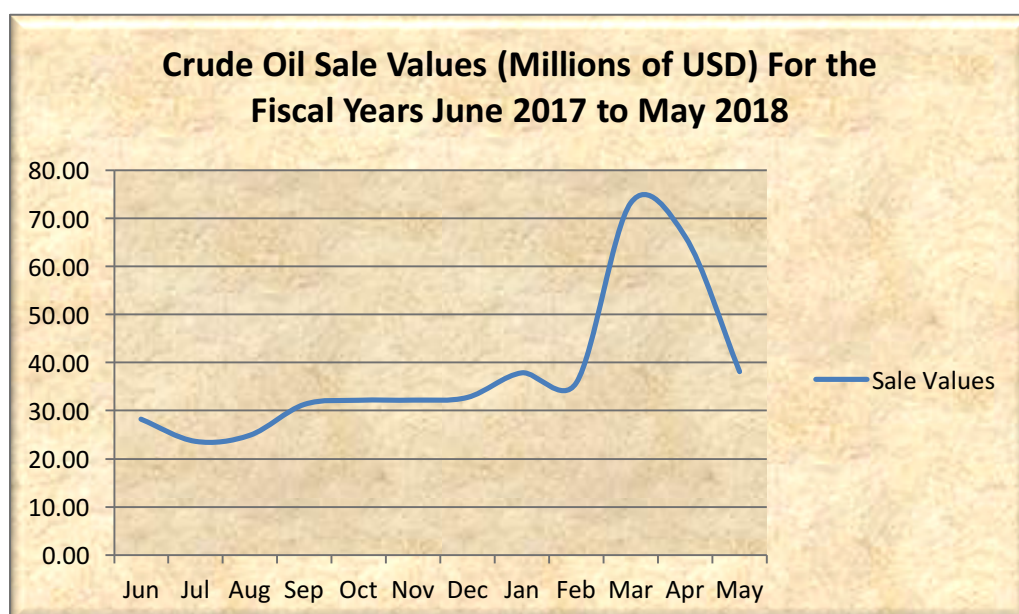 Crude Oil Sale Values (Millions of USD) For the
Fiscal Years June 2017 to May 2018
80.00
70.00
60.00
50.00
40.00
30.00
20.00
10.00
0.00
Jun Jul Aug Sep Oct Nov Dec Jan Feb Mar Apr May
Sale Values